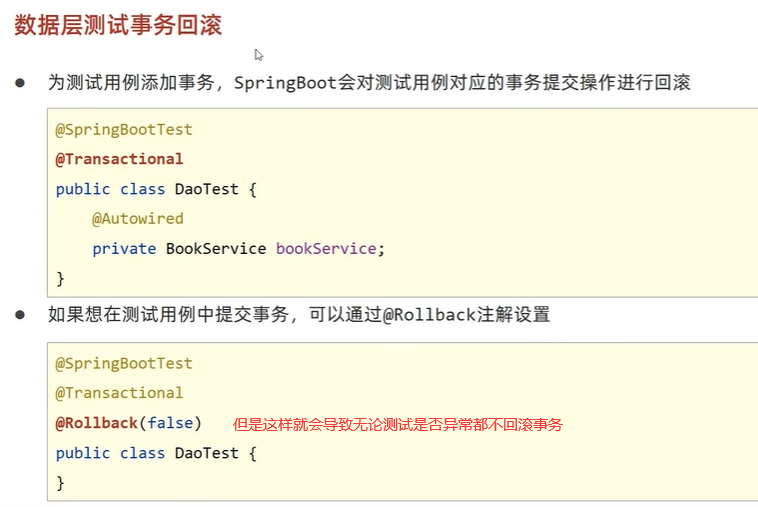 数据层测试事务回滚
● 为测试用例添加事务，SpringBoot会对测试用例对应的事务提交操作进行回滚
@SpringBootTest
@Transactional
public class DaoTest {
    @Autowired
    private BookService bookService;
}
● 如果想在测试用例中提交事务，可以通过@Rollback注解设置
@SpringBootTest
@Transactional
@Rollback(false) 但是这样就会导致无论测试是否异常都不回滚事务
public class DaoTest {
}